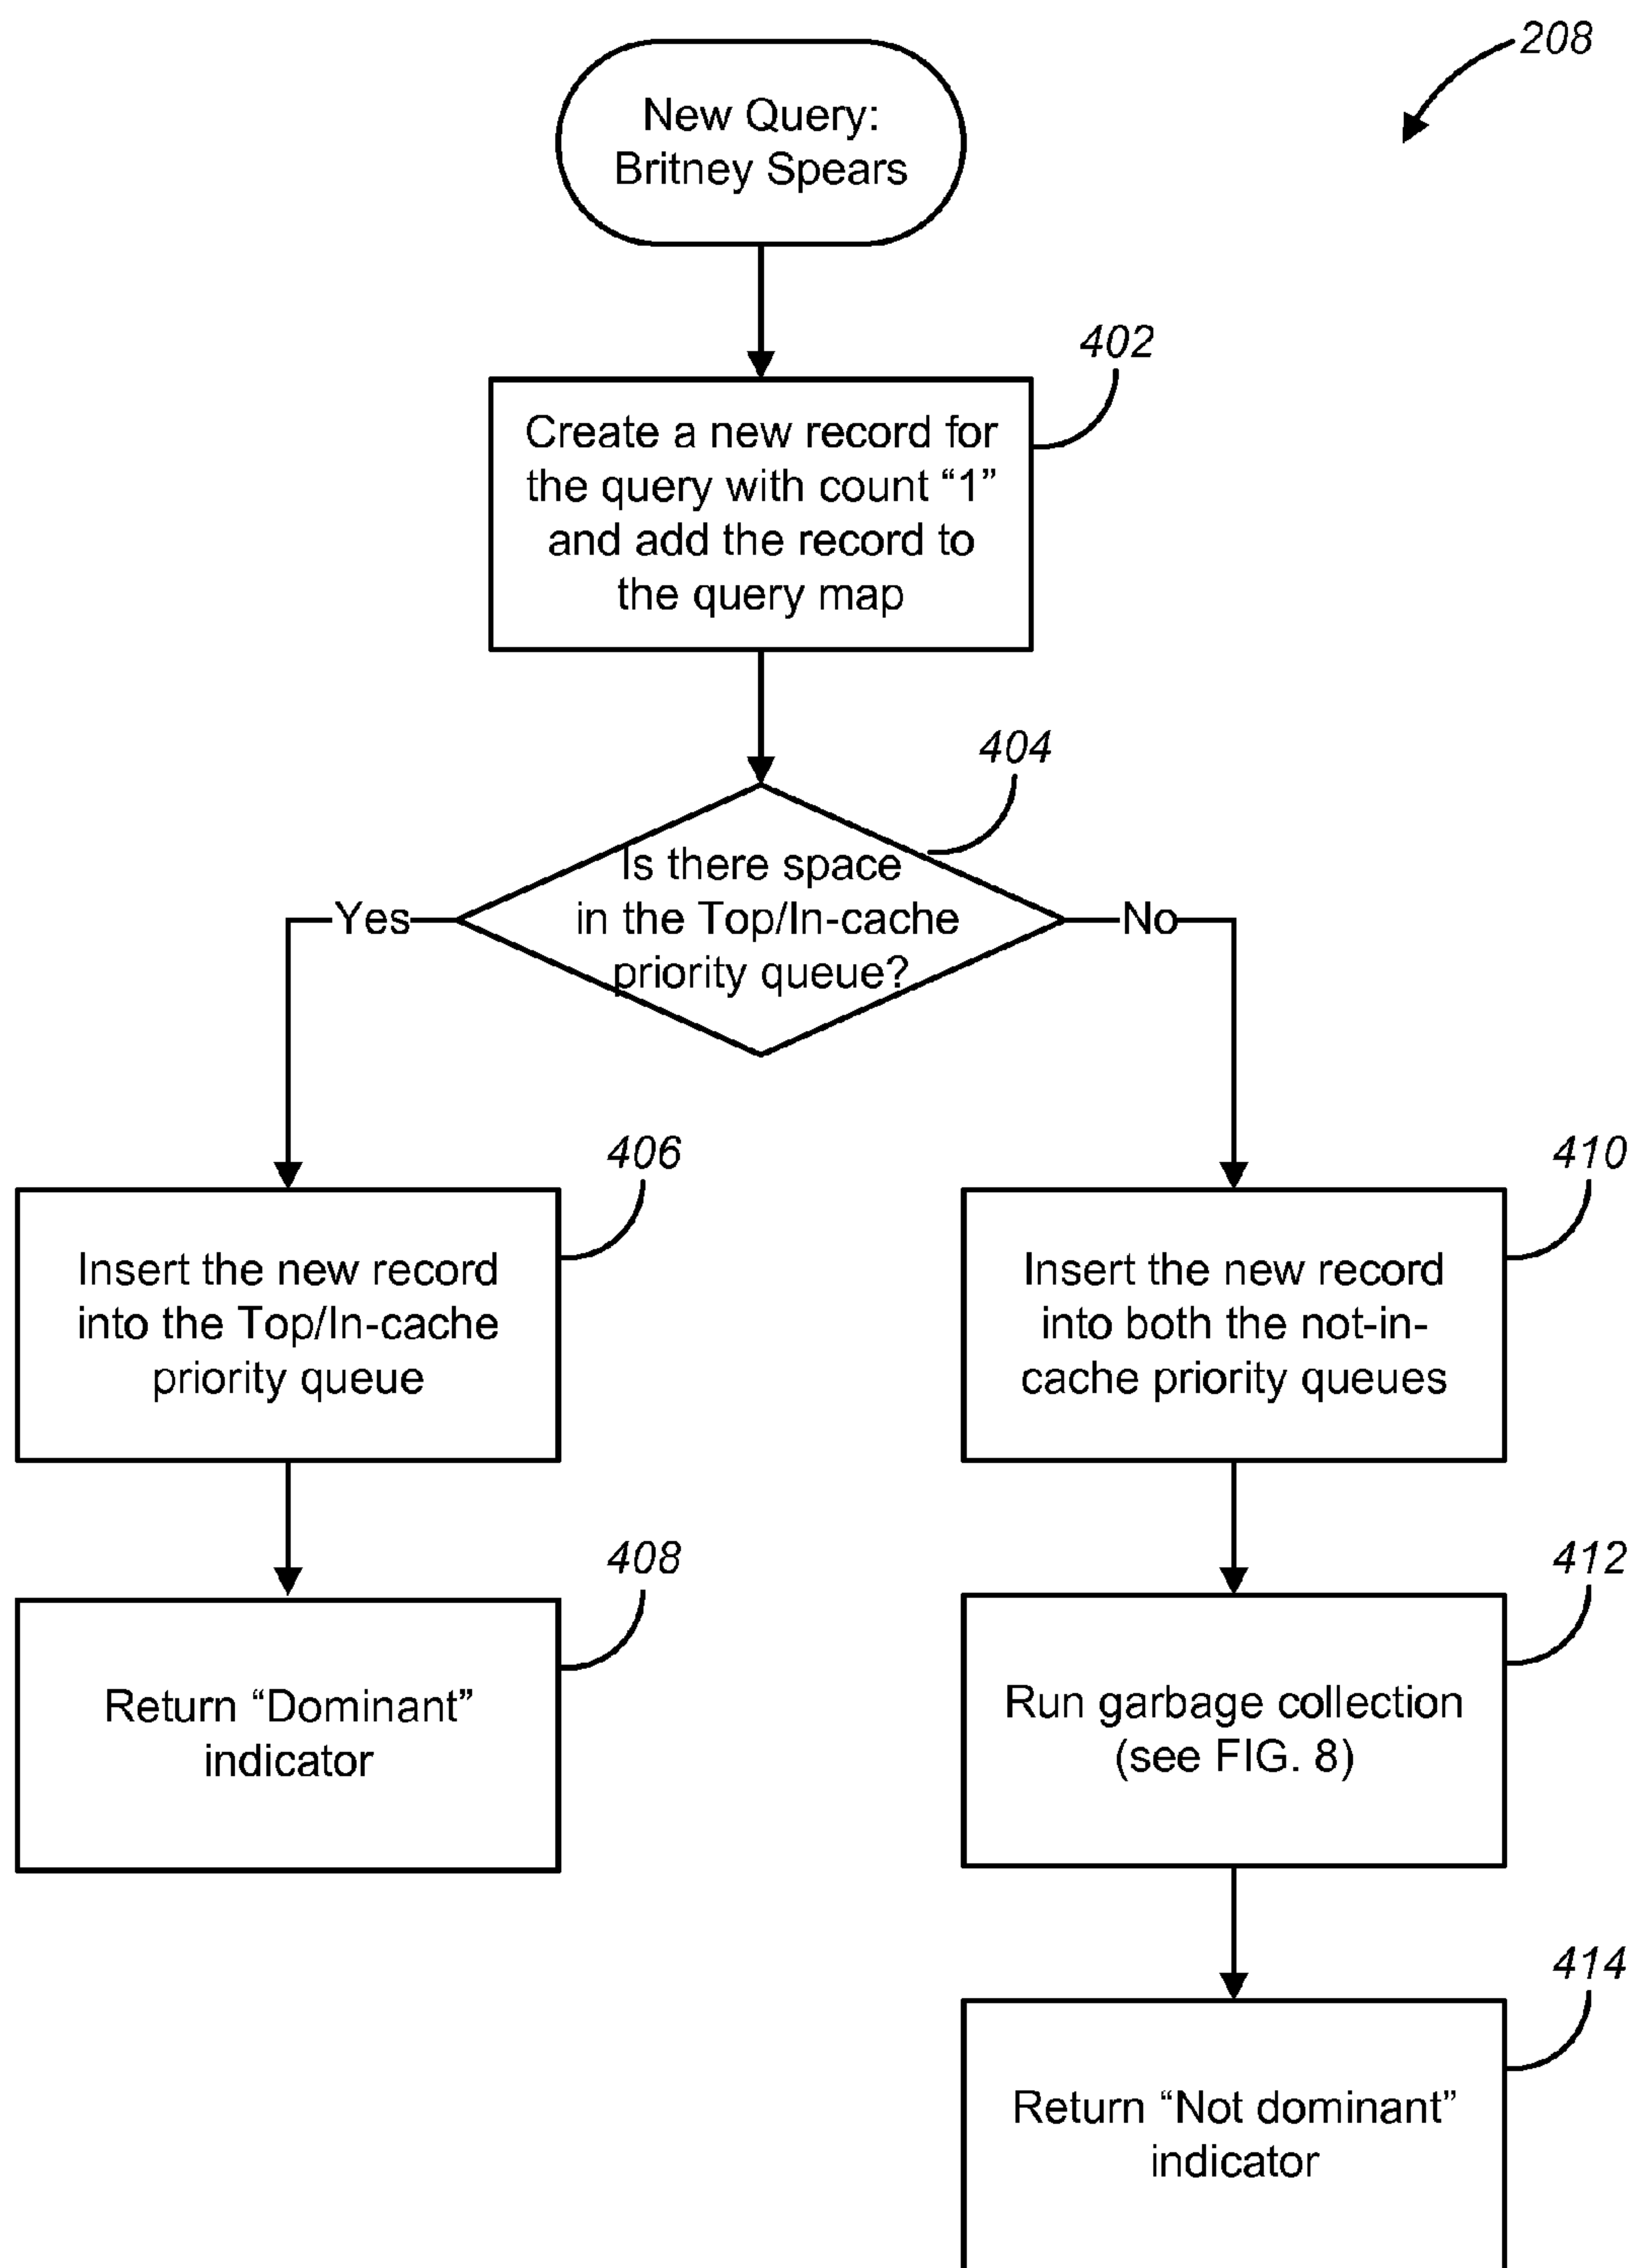 208
New Query:
Britney Spears
402
Create a new record for
the query with count “1”
and add the record to
the query map
404
Is there space
in the Top/In-cache
priority queue?
Yes
No
406
Insert the new record
into the Top/In-cache
priority queue
410
Insert the new record
into both the not-in-
cache priority queues
408
Return “Dominant”
indicator
412
Run garbage collection
(see FIG. 8)
414
Return “Not dominant”
indicator